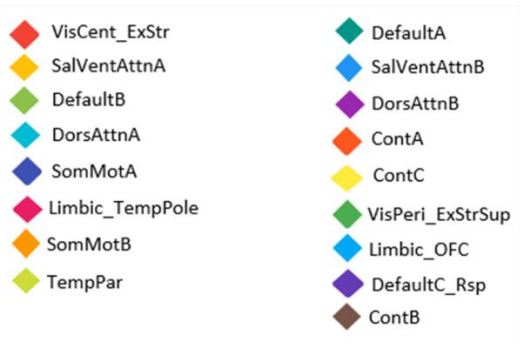 VisCent_ExStr
SalVentAttnA
DefaultB
DorsAttnA
SomMotA
Limbic_TempPole
SomMotB
TempPar
DefaultA
SalVentAttnB
DorsAttnB
ContA
ContC
VisPeri_ExStrSup
Limbic_OFC
DefaultC_Rsp
ContB